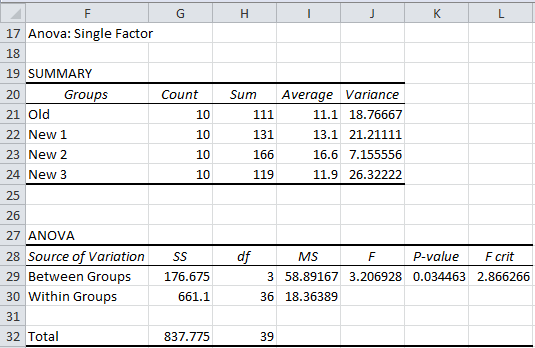 F G H I J K L
17 Anova: Single Factor
18
19 SUMMARY
20 Groups Count Sum Average Variance
21 Old 10 111 11.1 18.76667
22 New 1 10 131 13.1 21.21111
23 New 2 10 166 16.6 7.155556
24 New 3 10 119 11.9 26.32222
25
26
27 ANOVA
28 Source of Variation SS df MS F P-value F crit
29 Between Groups 176.675 3 58.89167 3.206928 0.034463 2.866266
30 Within Groups 661.1 36 18.36389
31
32 Total 837.775 39